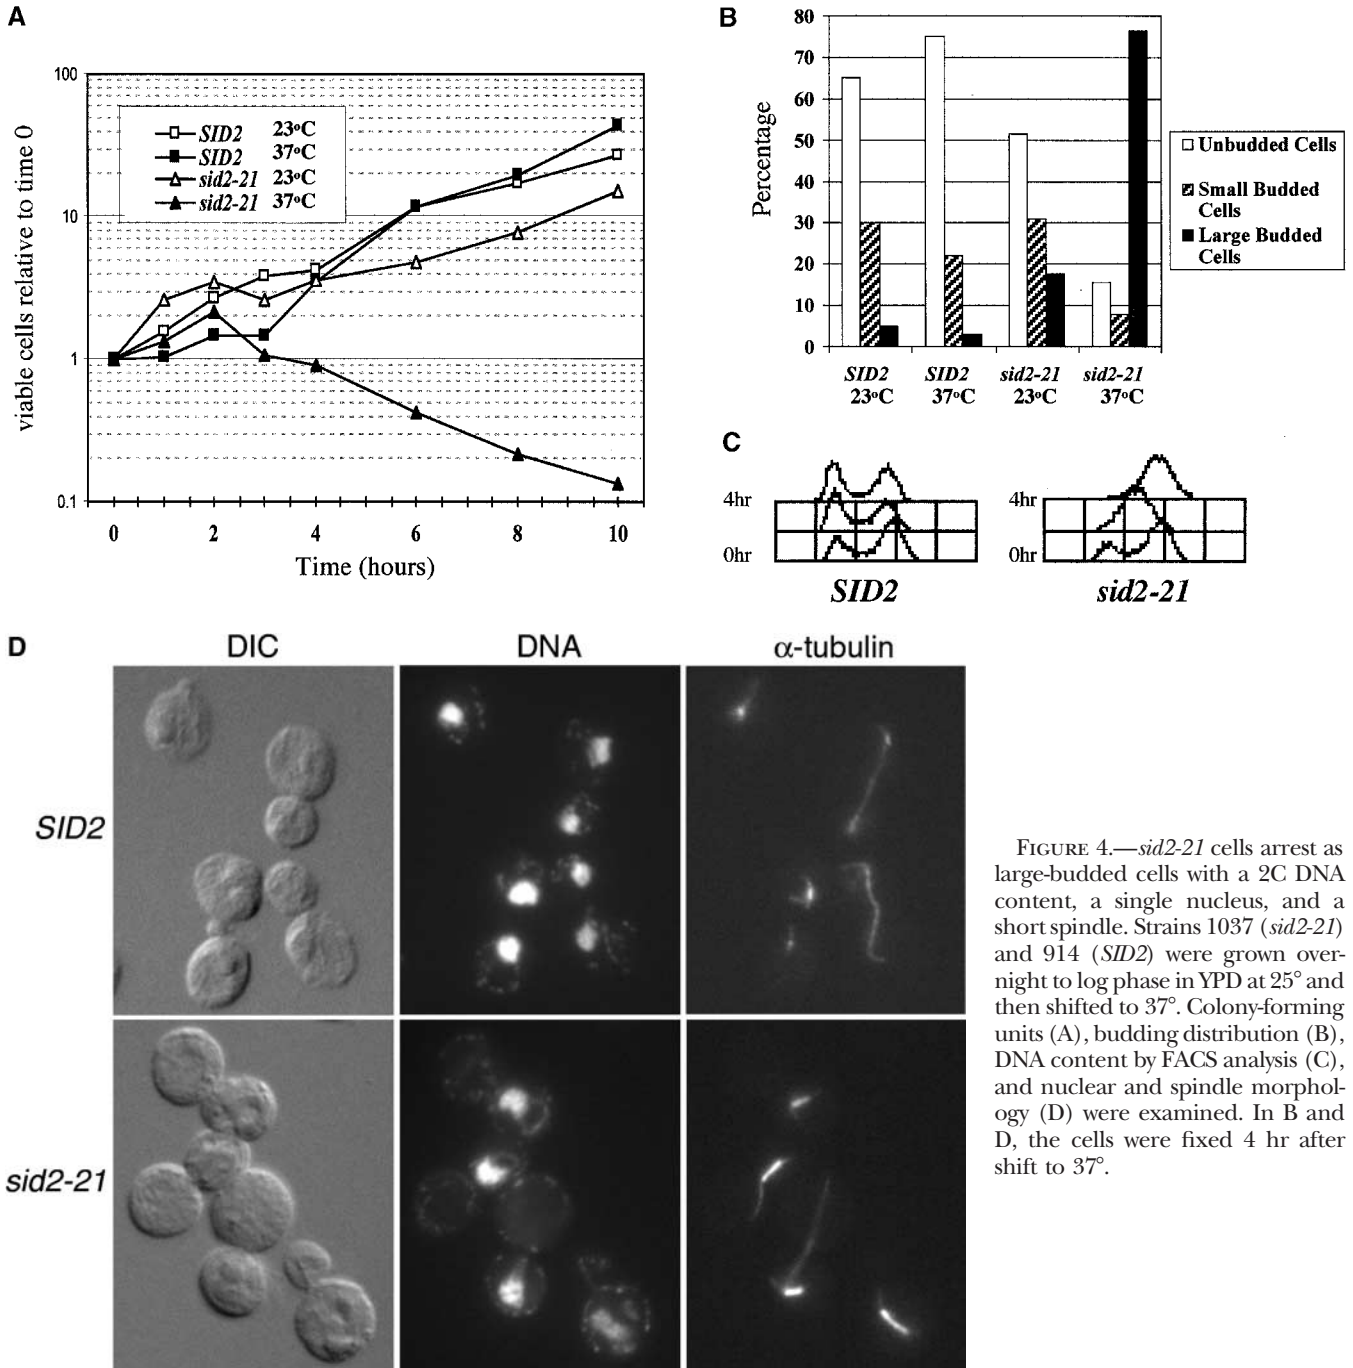 A
viable cells relative to time 0
100
10
1
0.1
SID2 23°C
SID2 37°C
sid2-21 23°C
sid2-21 37°C
0 2 4 6 8 10
Time (hours)
B
Percentage
80
70
60
50
40
30
20
10
0
SID2 23°C
SID2 37°C
sid2-21 23°C
sid2-21 37°C
Unbudded Cells
Small Budded
Cells
Large Budded
Cells
C
4hr
0hr
SID2
4hr
0hr
sid2-21
D
DIC
DNA
α-tubulin
SID2
sid2-21
FIGURE 4.—sid2-21 cells arrest as
large-budded cells with a 2C DNA
content, a single nucleus, and a
short spindle. Strains 1037 (sid2-21)
and 914 (SID2) were grown over-
night to log phase in YPD at 25° and
then shifted to 37°. Colony-forming
units (A), budding distribution (B),
DNA content by FACS analysis (C),
and nuclear and spindle morphol-
ogy (D) were examined. In B and
D, the cells were fixed 4 hr after
shift to 37°.